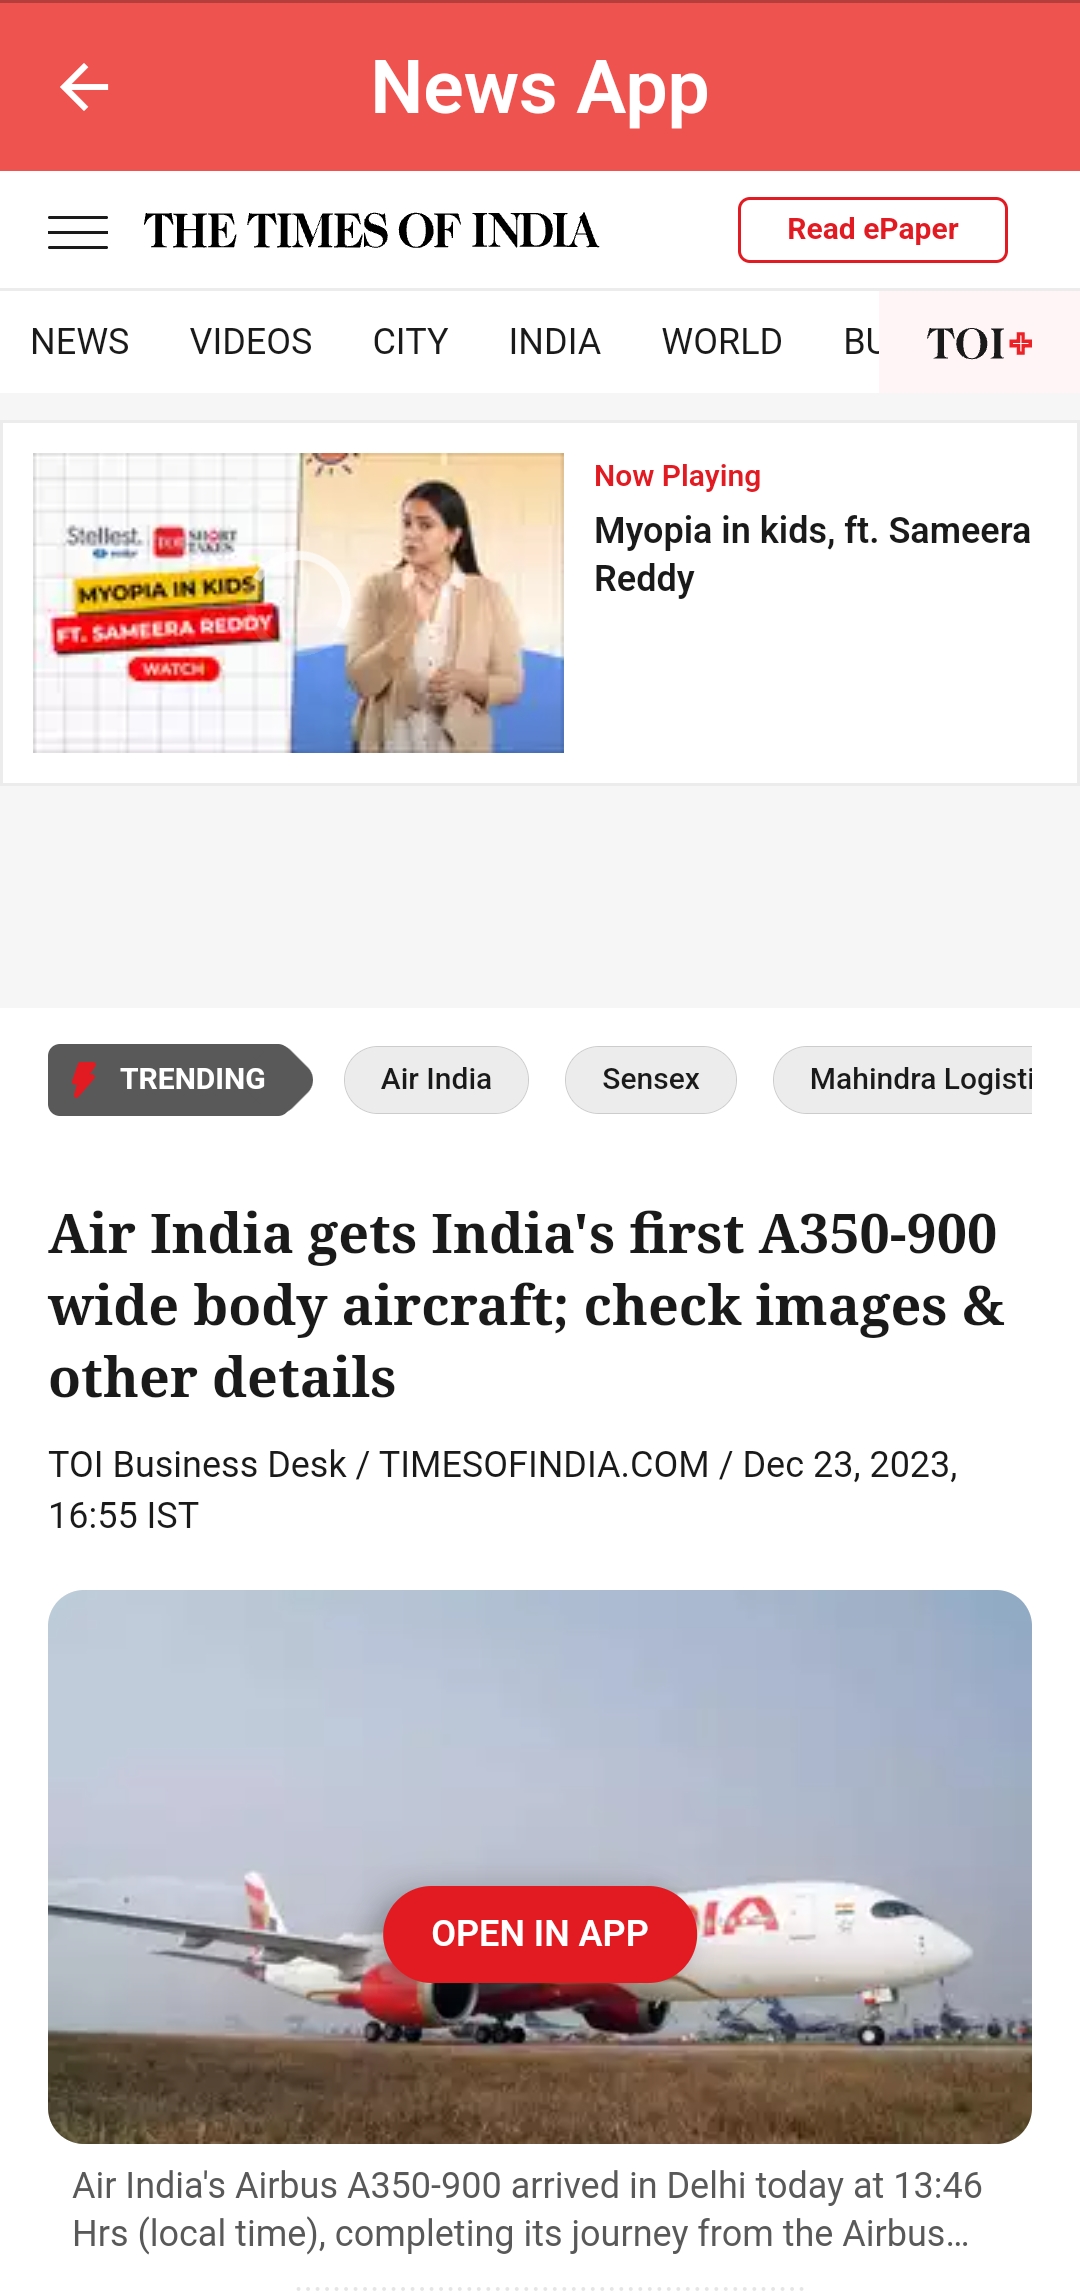 News App
THE TIMES OF INDIA
Read ePaper
NEWS VIDEOS CITY INDIA WORLD BU TOI+
Stellest. TOI SHORT TAKES
MYOPIA IN KIDS
FT. SAMEERA REDDY
WATCH
Now Playing
Myopia in kids, ft. Sameera
Reddy
TRENDING Air India Sensex Mahindra Logisti
Air India gets India's first A350-900
wide body aircraft; check images &
other details
TOI Business Desk / TIMESOFINDIA.COM / Dec 23, 2023,
16:55 IST
OPEN IN APP
Air India's Airbus A350-900 arrived in Delhi today at 13:46
Hrs (local time), completing its journey from the Airbus...